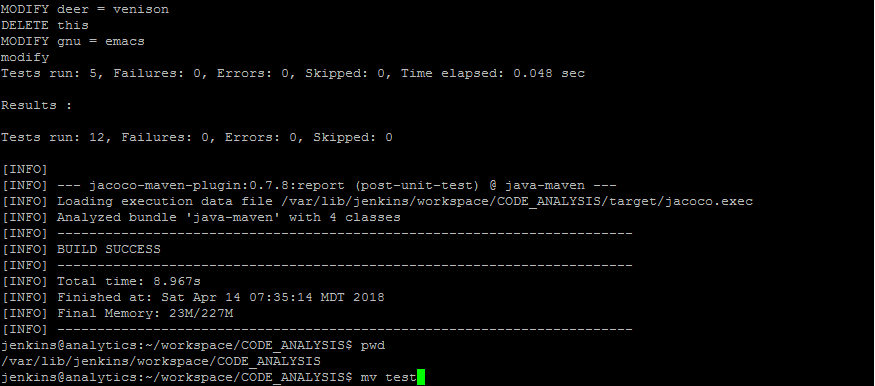 MODIFY deer = venison
DELETE this
MODIFY gnu = emacs
modify
Tests run: 5, Failures: 0, Errors: 0, Skipped: 0, Time elapsed: 0.048 sec
Results :
Tests run: 12, Failures: 0, Errors: 0, Skipped: 0
[INFO]
[INFO] --- jacoco-maven-plugin:0.7.8:report (post-unit-test) @ java-maven ---
[INFO] Loading execution data file /var/lib/jenkins/workspace/CODE_ANALYSIS/target/jacoco.exec
[INFO] Analyzed bundle 'java-maven' with 4 classes
[INFO] ------------------------------------------------------------------------
[INFO] BUILD SUCCESS
[INFO] ------------------------------------------------------------------------
[INFO] Total time: 8.967s
[INFO] Finished at: Sat Apr 14 07:35:14 MDT 2018
[INFO] Final Memory: 23M/227M
[INFO] ------------------------------------------------------------------------
jenkins@analytics:~/workspace/CODE_ANALYSIS$ pwd
/var/lib/jenkins/workspace/CODE_ANALYSIS
jenkins@analytics:~/workspace/CODE_ANALYSIS$ mv test